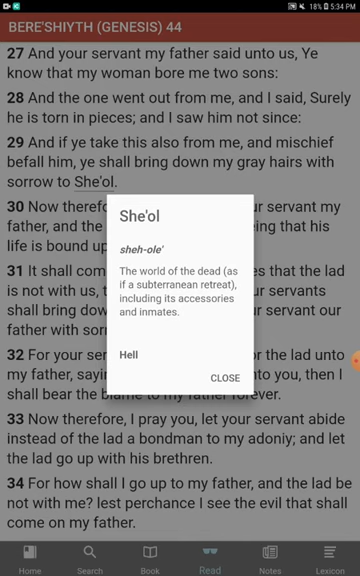 18% 5:34 PM
BERE'SHIYTH (GENESIS) 44
27 And your servant my father said unto us, Ye
know that my woman bore me two sons:
28 And the one went out from me, and I said, Surely
he is torn in pieces; and I saw him not since:
29 And if ye take this also from me, and mischief
befall him, ye shall bring down my gray hairs with
sorrow to She'ol.
30 Now therefo
ur servant my
father, and the
eing that his
life is bound up
31 It shall com
es that the lad
is not with us, t
r servants
shall bring dow
servant our
father with sorr
32 For your ser
or the lad unto
my father, sayin
nto you, then I
shall bear the blame to my father forever.
33 Now therefore, I pray you, let your servant abide
instead of the lad a bondman to my adoniy; and let
the lad go up with his brethren.
34 For how shall I go up to my father, and the lad be
not with me? lest perchance I see the evil that shall
come on my father.
She'ol
sheh-ole'
The world of the dead (as
if a subterranean retreat),
including its accessories
and inmates.
Hell
CLOSE
Home
Search
Book
Read
Notes
Lexicon